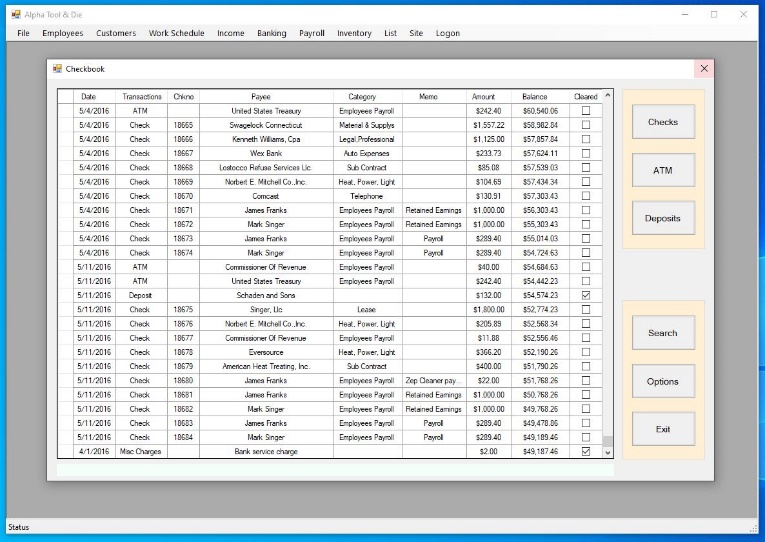 Alpha Tool & Die
File Employees Customers Work Schedule Income Banking Payroll Inventory List Site Logon
Checkbook
Date Transactions Chkno Payee Category Memo Amount Balance Cleared
5/4/2016 ATM United States Treasury Employees Payroll $242.40 $60,540.06
5/4/2016 Check 18665 Swagelock Connecticut Material & Supplys $1,557.22 $58,982.84
5/4/2016 Check 18666 Kenneth Williams, Cpa Legal,Professional $1,125.00 $57,857.84
5/4/2016 Check 18667 Wex Bank Auto Expenses $233.73 $57,624.11
5/4/2016 Check 18668 Lostocco Refuse Services Llc. Sub Contract $85.08 $57,539.03
5/4/2016 Check 18669 Norbert E. Mitchell Co.,Inc. Heat, Power, Light $104.69 $57,434.34
5/4/2016 Check 18670 Comcast Telephone $130.91 $57,303.43
5/4/2016 Check 18671 James Franks Employees Payroll Retained Earnings $1,000.00 $56,303.43
5/4/2016 Check 18672 Mark Singer Employees Payroll Retained Earnings $1,000.00 $55,303.43
5/4/2016 Check 18673 James Franks Employees Payroll Payroll $289.40 $55,014.03
5/4/2016 Check 18674 Mark Singer Employees Payroll Payroll $289.40 $54,724.63
5/11/2016 ATM Commissioner Of Revenue Employees Payroll $40.00 $54,684.63
5/11/2016 ATM United States Treasury Employees Payroll $242.40 $54,442.23
5/11/2016 Deposit Schaden and Sons $132.00 $54,574.23
5/11/2016 Check 18675 Singer, Llc Lease $1,800.00 $52,774.23
5/11/2016 Check 18676 Norbert E. Mitchell Co.,Inc. Heat, Power, Light $205.89 $52,568.34
5/11/2016 Check 18677 Commissioner Of Revenue Employees Payroll $11.88 $52,556.46
5/11/2016 Check 18678 Eversource Heat, Power, Light $366.20 $52,190.26
5/11/2016 Check 18679 American Heat Treating, Inc. Sub Contract $400.00 $51,790.26
5/11/2016 Check 18680 James Franks Employees Payroll Zep Cleaner pay... $22.00 $51,768.26
5/11/2016 Check 18681 James Franks Employees Payroll Retained Earnings $1,000.00 $50,768.26
5/11/2016 Check 18682 Mark Singer Employees Payroll Retained Earnings $1,000.00 $49,768.26
5/11/2016 Check 18683 James Franks Employees Payroll Payroll $289.40 $49,478.86
5/11/2016 Check 18684 Mark Singer Employees Payroll Payroll $289.40 $49,189.46
4/1/2016 Misc Charges Bank service charge $2.00 $49,187.46
Checks
ATM
Deposits
Search
Options
Exit
Status